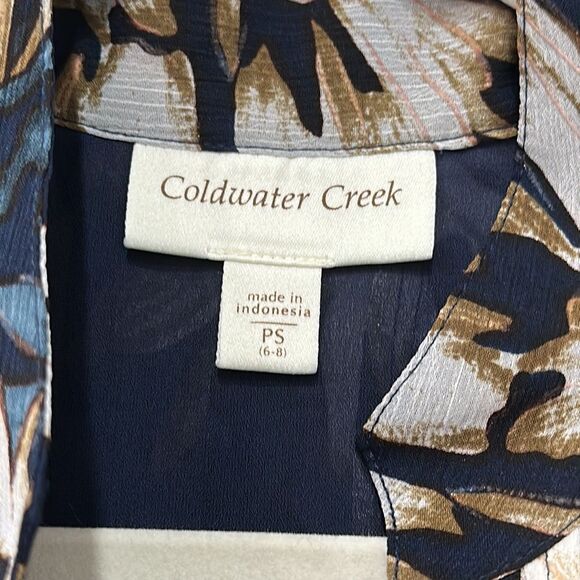 Coldwater Creek
made in
indonesia
PS
(6-8)